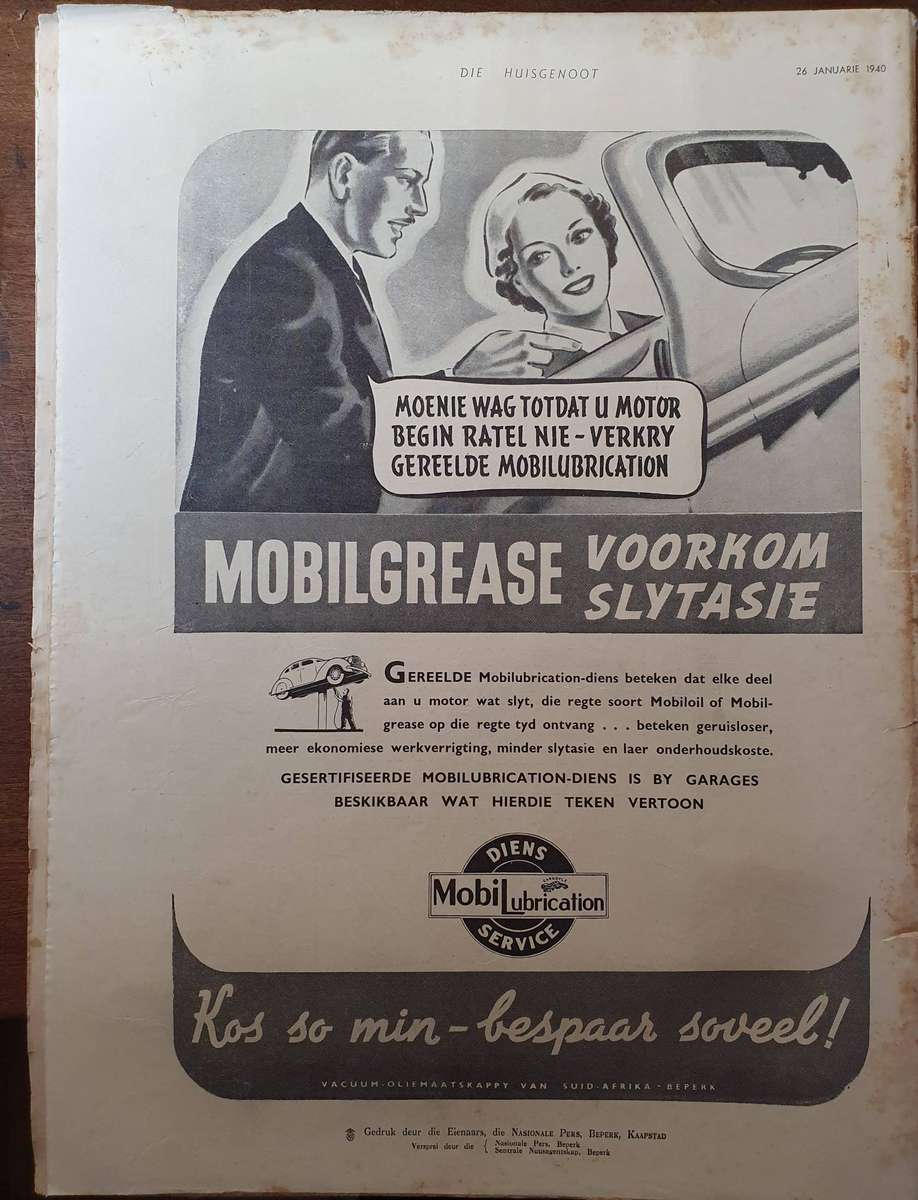 DIE HUISGENOOT
26 JANUARIE 1940
MOENIE WAG TOTDAT U MOTOR
BEGIN RATEL NIE - VERKRY
GEREELDE MOBILUBRICATION
MOBILGREASE VOORKOM
SLYTASIE
GEREELDE Mobilubrication-diens beteken dat elke deel
aan u motor wat slyt, die regte soort Mobiloil of Mobil-
grease op die regte tyd ontvang . . . beteken geruisloser,
meer ekonomiese werkverrigting, minder slytasie en laer onderhoudskoste.
GESERTIFISEERDE MOBILUBRICATION-DIENS IS BY GARAGES
BESKIKBAAR WAT HIERDIE TEKEN VERTOON
DIENS
GARGOYLE
MobiLubrication
SERVICE
Kos so min - bespaar soveel!
VACUUM-OLIEMAATSKAPPY VAN SUID-AFRIKA - BEPERK
Gedruk deur die Eienaars, die NASIONALE PERS, BEPERK, KAAPSTAD
Versprei deur die { Nasionale Pers, Beperk
Sentrale Nuusagentskap, Beperk